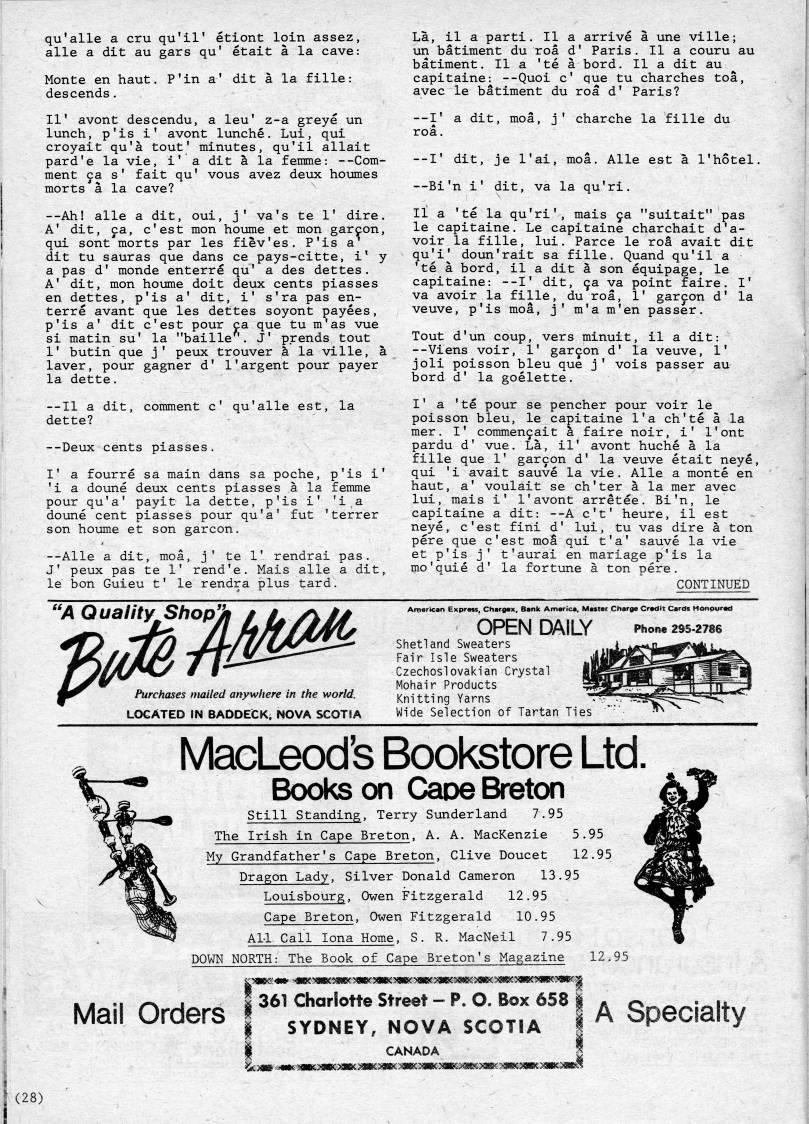 qu'alle a cru qu'il' étiont loin assez,
alle a dit au gars qu' était à la cave:
Monte en haut. P'in a' dit à la fille:
descends.
Il' avont descendu, a leu' z-a greyé un
lunch, p'is i' avont lunché. Lui, qui
croyait qu'à tout' minutes, qu'il allait
pard'e la vie, i' a dit à la femme: --Com-
ment ça s' fait qu' vous avez deux houmes
morts à la cave?
--Ah! alle a dit, oui, j' va's te l' dire.
A' dit, ça, c'est mon houme et mon garçon,
qui sont morts par les fièv'es. P'is a'
dit tu sauras que dans ce pays-citte, i' y
a pas d' monde enterré qu' a des dettes.
A' dit, mon houme doit deux cents piasses
en dettes, p'is a' dit, i' s'ra pas en-
terré avant que les dettes soyont payées,
p'is a' dit c'est pour ça que tu m'as vue
si matin su' la "baille". J' prends tout
l' butin que j' peux trouver à la ville, à
laver, pour gagner d' l'argent pour payer
la dette.
--Il a dit, comment c' qu'alle est, la
dette?
--Deux cents piasses.
I' a fourré sa main dans sa poche, p'is i'
'i a douné deux cents piasses à la femme
pour qu'a' payit la dette, p'is i' 'i a
douné cent piasses pour qu'a' fut 'terrer
son houme et son garcon.
--Alle a dit, moâ, j' te l' rendrai pas.
J' peux pas te l' rend'e. Mais alle a dit,
le bon Guieu t' le rendra plus tard.
Là, il a parti. Il a arrivé à une ville;
un bâtiment du roâ d' Paris. Il a couru au
bâtiment. Il a 'té à bord. Il a dit au
capitaine: --Quoi c' que tu charches toâ,
avec le bâtiment du roâ d' Paris?
--I' a dit, moâ, j' charche la fille du
roâ.
--I' dit, je l'ai, moâ. Alle est à l'hôtel.
--Bi'n i' dit, va la qu'ri.
Il a 'té la qu'ri', mais ça "suitait" pas
le capitaine. Le capitaine charchait d'a-
voir la fille, lui. Parce le roâ avait dit
qu'i' doun'rait sa fille. Quand qu'il a
'té à bord, il a dit à son équipage, le
capitaine: --I' dit, ça va point faire. I'
va avoir la fille, du roâ, l' garçon d' la
veuve, p'is moâ, j' m'a m'en passer.
Tout d'un coup, vers minuit, il a dit:
--Viens voir, l' garçon d' la veuve, l'
joli poisson bleu que j' vois passer au
bord d' la goélette.
I' a 'té pour se pencher pour voir le
poisson bleu, le capitaine l'a ch'té à la
mer. I' commençait à faire noir, i' l'ont
pardu d' vue. Là, il' avont huché à la
fille que l' garçon d' la veuve était neyé,
qui 'i avait sauvé la vie. Alle a monté en
haut, a' voulait se ch'ter à la mer avec
lui, mais i' l'avont arrêtée. Bi'n, le
capitaine a dit: --A c't' heure, il est
neyé, c'est fini d' lui, tu vas dire à ton
pére que c'est moâ qui t'a' sauvé la vie
et p'is j' t'aurai en mariage p'is la
mo'quié d' la fortune à ton pére.
CONTINUED
"A Quality Shop"
Bute Arran
Purchases mailed anywhere in the world.
LOCATED IN BADDECK, NOVA SCOTIA
American Express, Chargex, Bank America, Master Charge Credit Cards Honoured
OPEN DAILY Phone 295-2786
Shetland Sweaters
Fair Isle Sweaters
Czechoslovakian Crystal
Mohair Products
Knitting Yarns
Wide Selection of Tartan Ties
MacLeod's Bookstore Ltd.
Books on Cape Breton
Still Standing, Terry Sunderland 7.95
The Irish in Cape Breton, A. A. MacKenzie 5.95
My Grandfather's Cape Breton, Clive Doucet 12.95
Dragon Lady, Silver Donald Cameron 13.95
Louisbourg, Owen Fitzgerald 12.95
Cape Breton, Owen Fitzgerald 10.95
All Call Iona Home, S. R. MacNeil 7.95
DOWN NORTH: The Book of Cape Breton's Magazine 12.95
Mail Orders
361 Charlotte Street – P. O. Box 658
SYDNEY, NOVA SCOTIA
CANADA
A Specialty
(28)